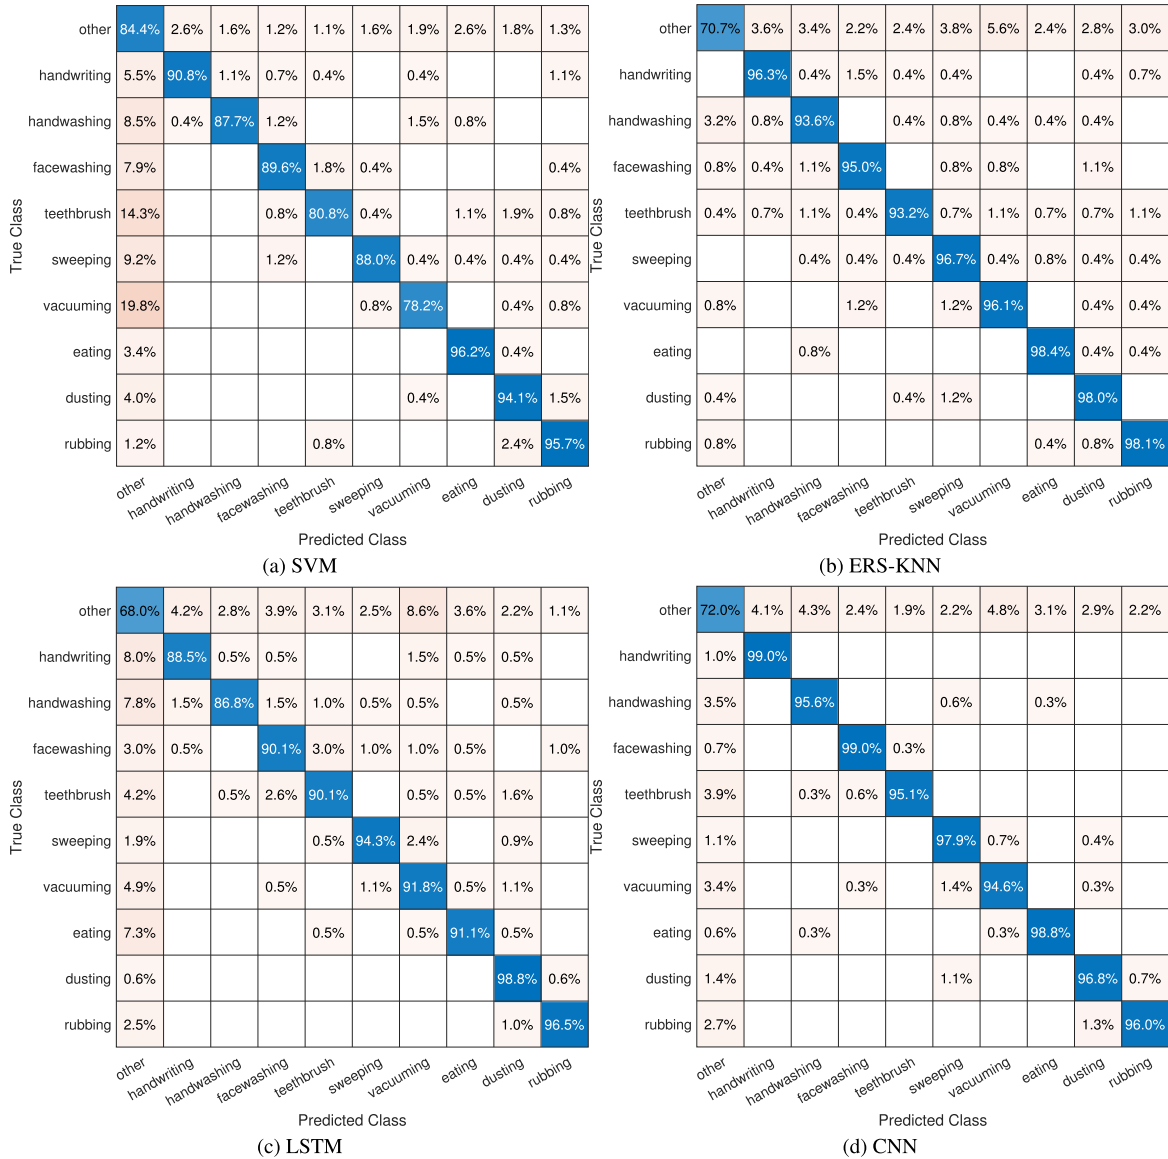 other 84.4% 2.6% 1.6% 1.2% 1.1% 1.6% 1.9% 2.6% 1.8% 1.3%
handwriting 5.5% 90.8% 1.1% 0.7% 0.4% 0.4% 1.1%
handwashing 8.5% 0.4% 87.7% 1.2% 1.5% 0.8%
facewashing 7.9% 89.6% 1.8% 0.4% 0.4%
teethbrush 14.3% 0.8% 80.8% 0.4% 1.1% 1.9% 0.8%
sweeping 9.2% 1.2% 88.0% 0.4% 0.4% 0.4% 0.4%
vacuuming 19.8% 0.8% 78.2% 0.4% 0.8%
eating 3.4% 96.2% 0.4%
dusting 4.0% 0.4% 94.1% 1.5%
rubbing 1.2% 0.8% 2.4% 95.7%
True Class
other handwriting handwashing facewashing teethbrush sweeping vacuuming eating dusting rubbing
Predicted Class
(a) SVM
other 70.7% 3.6% 3.4% 2.2% 2.4% 3.8% 5.6% 2.4% 2.8% 3.0%
handwriting 96.3% 0.4% 1.5% 0.4% 0.4% 0.4% 0.7%
handwashing 3.2% 0.8% 93.6% 0.4% 0.8% 0.4% 0.4% 0.4%
facewashing 0.8% 0.4% 1.1% 95.0% 0.8% 0.8% 1.1%
teethbrush 0.4% 0.7% 1.1% 0.4% 93.2% 0.7% 1.1% 0.7% 0.7% 1.1%
sweeping 0.4% 0.4% 0.4% 96.7% 0.4% 0.8% 0.4% 0.4%
vacuuming 0.8% 1.2% 1.2% 96.1% 0.4% 0.4%
eating 0.8% 98.4% 0.4% 0.4%
dusting 0.4% 0.4% 1.2% 98.0%
rubbing 0.8% 0.4% 0.8% 98.1%
True Class
other handwriting handwashing facewashing teethbrush sweeping vacuuming eating dusting rubbing
Predicted Class
(b) ERS-KNN
other 68.0% 4.2% 2.8% 3.9% 3.1% 2.5% 8.6% 3.6% 2.2% 1.1%
handwriting 8.0% 88.5% 0.5% 0.5% 1.5% 0.5% 0.5%
handwashing 7.8% 1.5% 86.8% 1.5% 1.0% 0.5% 0.5% 0.5%
facewashing 3.0% 0.5% 90.1% 3.0% 1.0% 1.0% 0.5% 1.0%
teethbrush 4.2% 0.5% 2.6% 90.1% 0.5% 0.5% 1.6%
sweeping 1.9% 0.5% 94.3% 2.4% 0.9%
vacuuming 4.9% 0.5% 1.1% 91.8% 0.5% 1.1%
eating 7.3% 0.5% 0.5% 91.1% 0.5%
dusting 0.6% 98.8% 0.6%
rubbing 2.5% 1.0% 96.5%
True Class
other handwriting handwashing facewashing teethbrush sweeping vacuuming eating dusting rubbing
Predicted Class
(c) LSTM
other 72.0% 4.1% 4.3% 2.4% 1.9% 2.2% 4.8% 3.1% 2.9% 2.2%
handwriting 1.0% 99.0%
handwashing 3.5% 95.6% 0.6% 0.3%
facewashing 0.7% 99.0% 0.3%
teethbrush 3.9% 0.3% 0.6% 95.1%
sweeping 1.1% 97.9% 0.7% 0.4%
vacuuming 3.4% 0.3% 1.4% 94.6% 0.3%
eating 0.6% 0.3% 0.3% 98.8%
dusting 1.4% 1.1% 96.8% 0.7%
rubbing 2.7% 1.3% 96.0%
True Class
other handwriting handwashing facewashing teethbrush sweeping vacuuming eating dusting rubbing
Predicted Class
(d) CNN